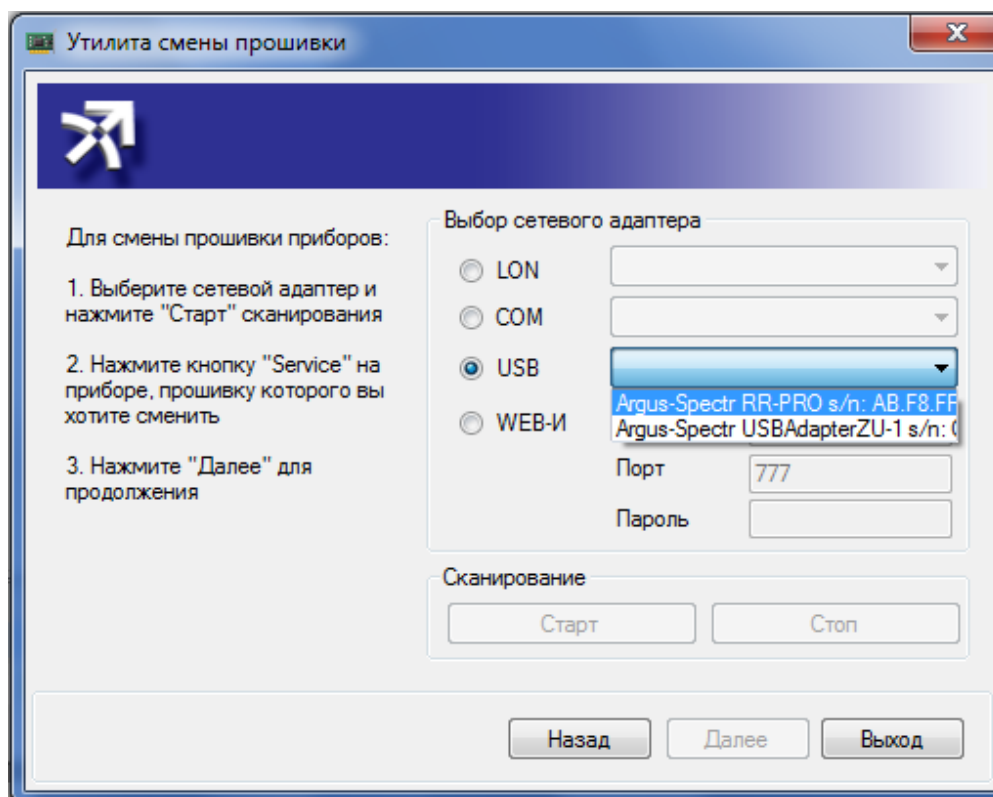 Утилита смены прошивки
Для смены прошивки приборов:
1. Выберите сетевой адаптер и
нажмите "Старт" сканирования
2. Нажмите кнопку "Service" на
приборе, прошивку которого вы
хотите сменить
3. Нажмите "Далее" для
продолжения
Выбор сетевого адаптера
LON
COM
USB
Argus-Spectr RR-PRO s/n: AB.F8.FF
WEB-И
Argus-Spectr USBAdapterZU-1 s/n:
Порт
777
Пароль
Сканирование
Старт
Стоп
Назад
Далее
Выход